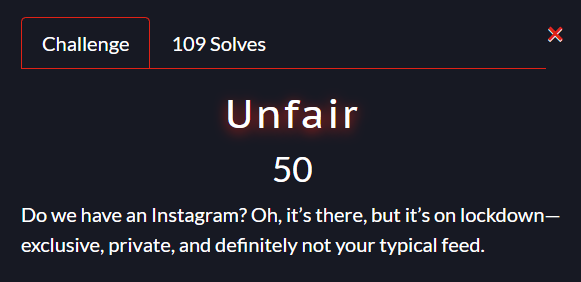 Challenge
109 Solves
Unfair
50
Do we have an Instagram? Oh, it’s there, but it’s on lockdown—
exclusive, private, and definitely not your typical feed.